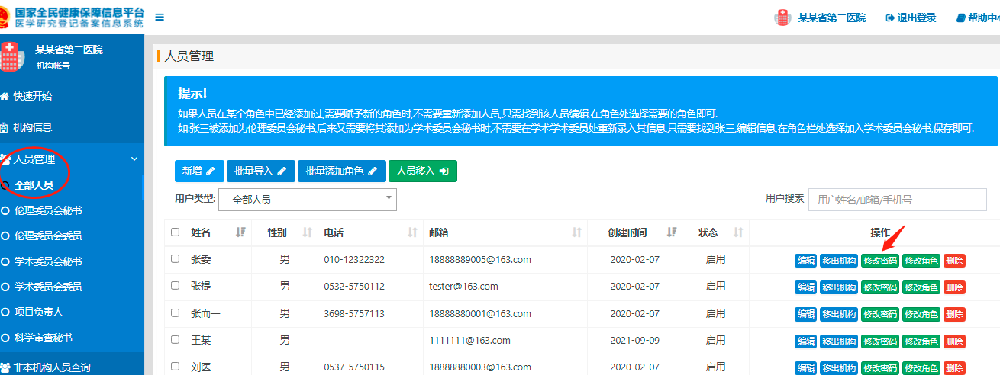 国家全民健康保障信息平台
医学研究登记备案信息系统
某某省第二医院 退出登录 帮助中心
某某省第二医院
机构帐号
快速开始
机构信息
人员管理
全部人员
伦理委员会秘书
伦理委员会委员
学术委员会秘书
学术委员会委员
项目负责人
科学审查秘书
非本机构人员查询
人员管理
提示!
如果人员在某个角色中已经添加过,需要赋予新的角色时,不需要重新添加人员,只需找到该人员编辑,在角色处选择需要的角色即可.
如:张三被添加为伦理委员会秘书,后来又需要将其添加为学术委员会秘书时,不需要在学术学术委员处重新录入其信息,只需要找到张三,编辑信息,在角色栏处选择加入学术委员会秘书,保存即可.
新增 批量导入 批量添加角色 人员移入
用户类型: 全部人员 用户搜索 用户姓名/邮箱/手机号
姓名 性别 电话 邮箱 创建时间 状态 操作
张委 男 010-12322322 18888889005@163.com 2020-02-07 启用 编辑 移出机构 修改密码 修改角色 删除
张提 男 0532-5750112 tester@163.com 2020-02-07 启用 编辑 移出机构 修改密码 修改角色 删除
张而一 男 3698-5757113 18888880001@163.com 2020-02-07 启用 编辑 移出机构 修改密码 修改角色 删除
王某 男 1111111@163.com 2021-09-09 启用 编辑 移出机构 修改密码 修改角色 删除
刘医一 男 0537-5750115 18888880003@163.com 2020-02-07 启用 编辑 移出机构 修改密码 修改角色 删除